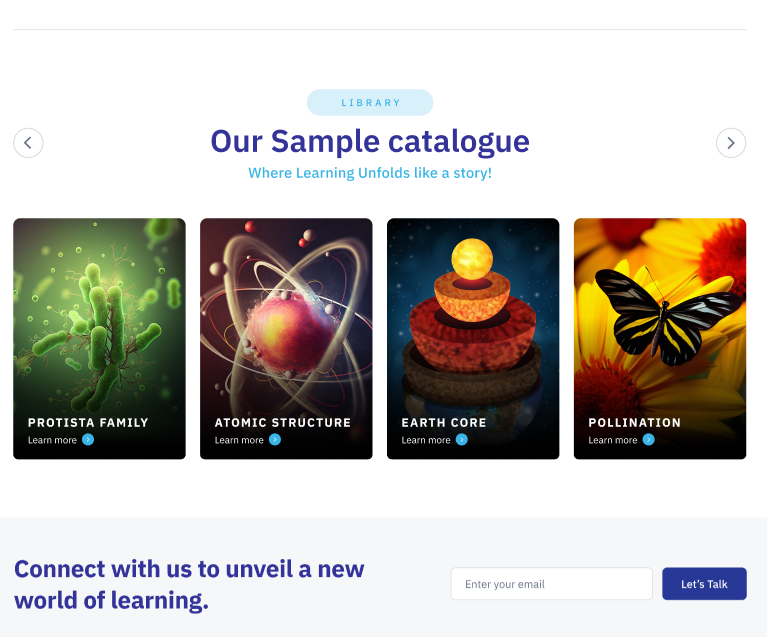 LIBRARY
Our Sample catalogue
Where Learning Unfolds like a story!
PROTISTA FAMILY
Learn more
ATOMIC STRUCTURE
Learn more
EARTH CORE
Learn more
POLLINATION
Learn more
Connect with us to unveil a new
world of learning.
Enter your email
Let's Talk